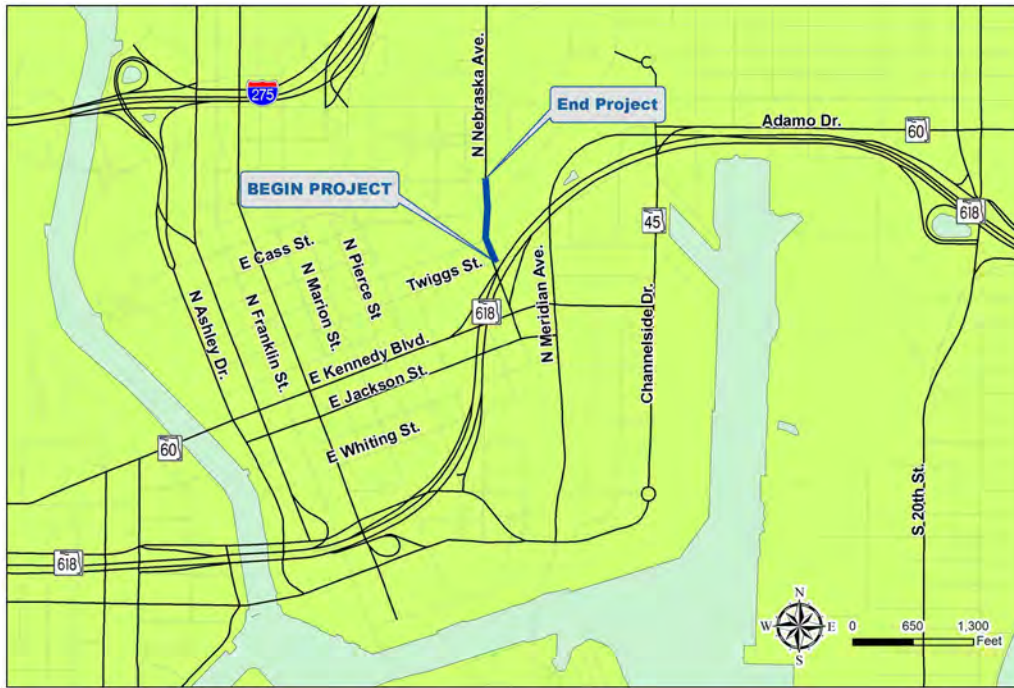 275
N Nebraska Ave.
End Project
Adamo Dr.
60
BEGIN PROJECT
45
618
E Cass St.
N Pierce St
N Marion St.
Twiggs St.
N Ashley Dr.
N Franklin St.
618
N Meridian Ave.
Channelside Dr.
E Kennedy Blvd.
E Jackson St.
60
E Whiting St.
S 20th St.
618
N
W
E
S
0 650 1,300
Feet